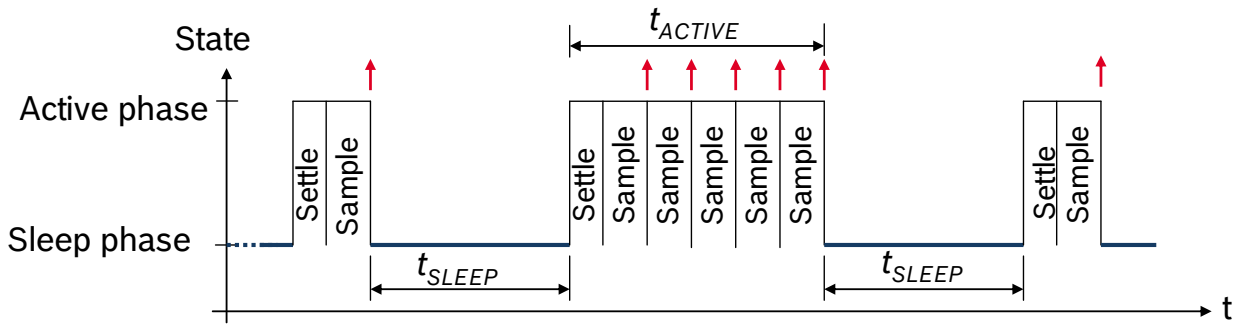 t_ACTIVE
State
Active phase
Settle
Sample
Settle
Sample
Sample
Sample
Sample
Sample
Settle
Sample
Sleep phase
t_SLEEP
t_SLEEP
t